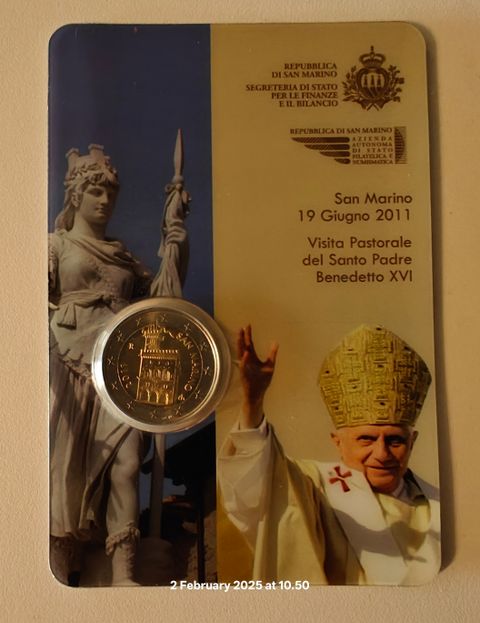 REPUBBLICA
DI SAN MARINO
SEGRETERIA DI STATO
PER LE FINANZE
E IL BILANCIO
REPUBBLICA DI SAN MARINO
AZIENDA
AUTONOMA
DI STATO
FILATELICA E
NUMISMATICA
San Marino
19 Giugno 2011
Visita Pastorale
del Santo Padre
Benedetto XVI
SAN MARINO
R
2011
2 February 2025 at 10.50